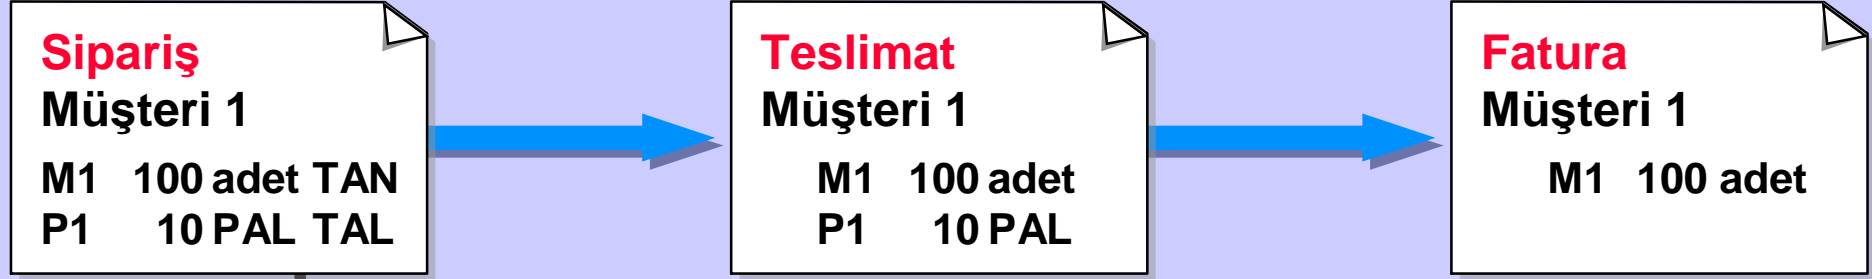 Sipariş
Müşteri 1
M1 100 adet TAN
P1 10 PAL TAL
Teslimat
Müşteri 1
M1 100 adet
P1 10 PAL
Fatura
Müşteri 1
M1 100 adet